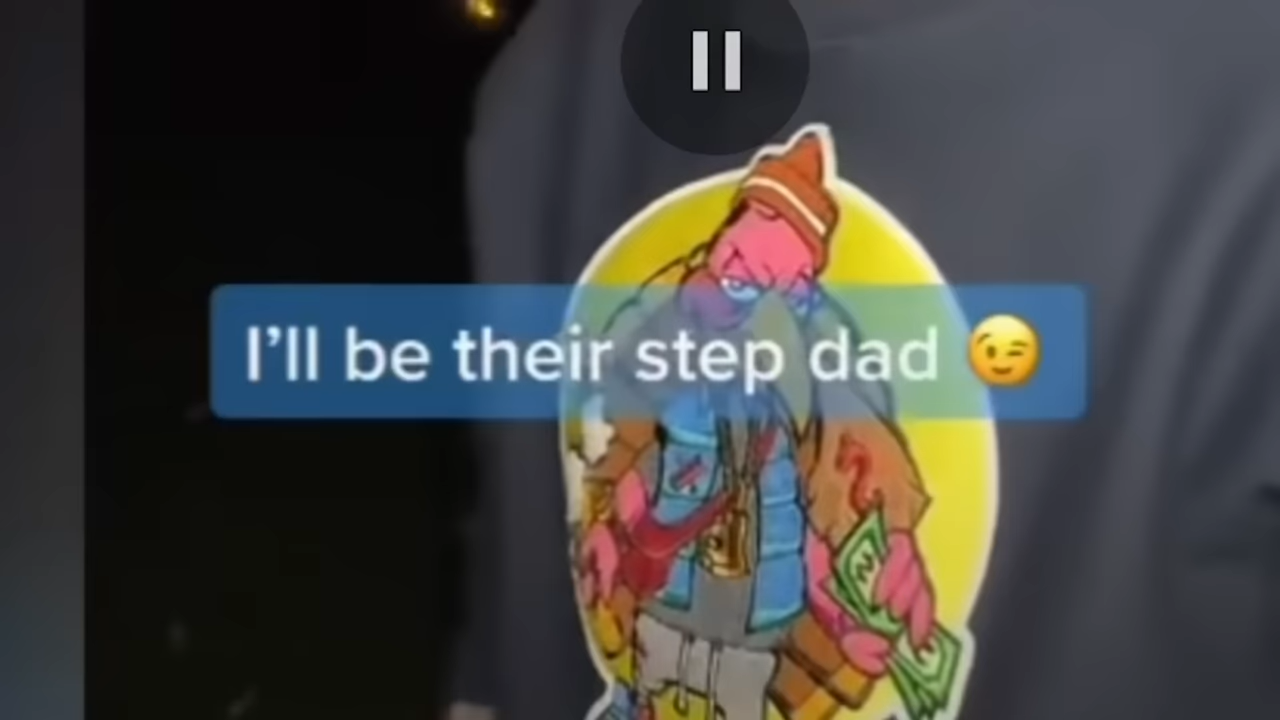 I’ll be their step dad 😉